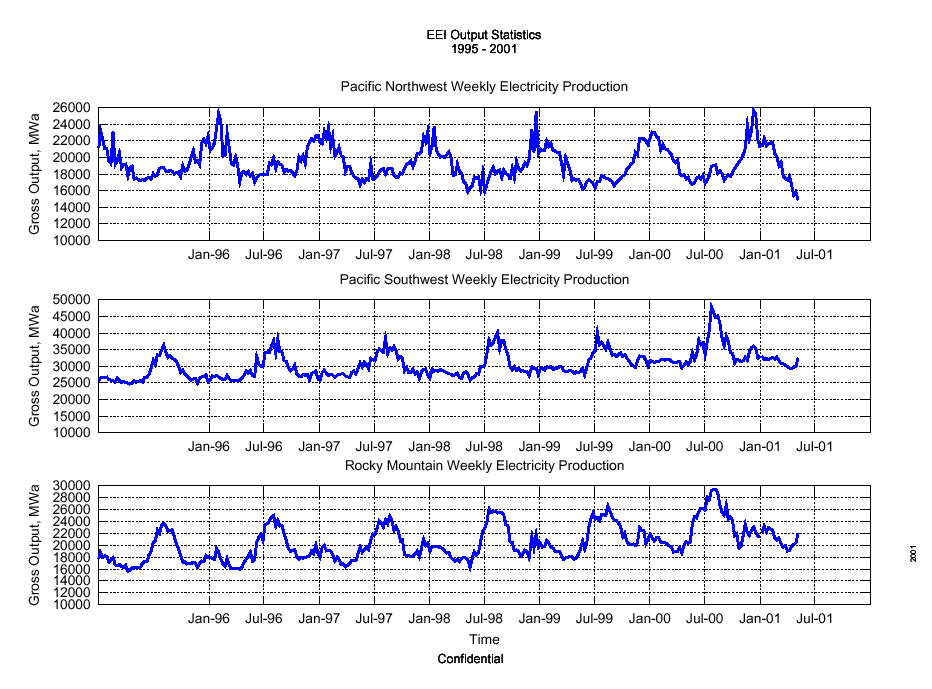 EEI Output Statistics
1995 - 2001
Pacific Northwest Weekly Electricity Production
Gross Output, MWa
26000
24000
22000
20000
18000
16000
14000
12000
10000
Jan-96 Jul-96 Jan-97 Jul-97 Jan-98 Jul-98 Jan-99 Jul-99 Jan-00 Jul-00 Jan-01 Jul-01
Pacific Southwest Weekly Electricity Production
Gross Output, MWa
50000
45000
40000
35000
30000
25000
20000
15000
10000
Jan-96 Jul-96 Jan-97 Jul-97 Jan-98 Jul-98 Jan-99 Jul-99 Jan-00 Jul-00 Jan-01 Jul-01
Rocky Mountain Weekly Electricity Production
Gross Output, MWa
30000
28000
26000
24000
22000
20000
18000
16000
14000
12000
10000
Jan-96 Jul-96 Jan-97 Jul-97 Jan-98 Jul-98 Jan-99 Jul-99 Jan-00 Jul-00 Jan-01 Jul-01
Time
Confidential
2001